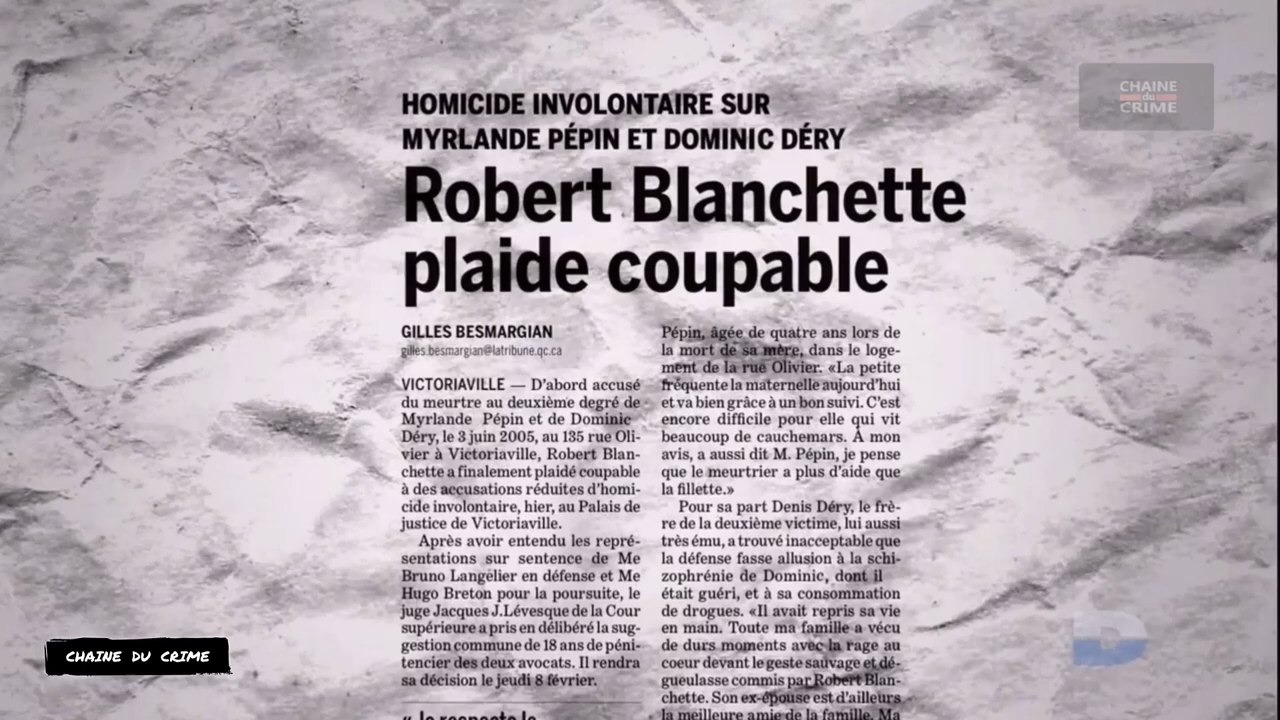 CHAINE
du
CRIME
HOMICIDE INVOLONTAIRE SUR
MYRLANDE PÉPIN ET DOMINIC DÉRY
Robert Blanchette
plaide coupable
GILLES BESMARGIAN
gilles.besmargian@latribune.qc.ca
VICTORIAVILLE — D'abord accusé
du meurtre au deuxième degré de
Myrlande Pépin et de Dominic
Déry, le 3 juin 2005, au 135 rue Oli-
vier à Victoriaville, Robert Blan-
chette a finalement plaidé coupable
à des accusations réduites d'homi-
cide involontaire, hier, au Palais de
justice de Victoriaville.
Après avoir entendu les repré-
sentations sur sentence de Me
Bruno Langelier en défense et Me
Hugo Breton pour la poursuite, le
juge Jacques J.Lévesque de la Cour
supérieure a pris en délibéré la sug-
gestion commune de 18 ans de péni-
tencier des deux avocats. Il rendra
sa décision le jeudi 8 février.
« Je respecte le
Pépin, âgée de quatre ans lors de
la mort de sa mère, dans le loge-
ment de la rue Olivier. «La petite
fréquente la maternelle aujourd'hui
et va bien grâce à un bon suivi. C'est
encore difficile pour elle qui vit
beaucoup de cauchemars. À mon
avis, a aussi dit M. Pépin, je pense
que le meurtrier a plus d'aide que
la fillette.»
Pour sa part Denis Déry, le frè-
re de la deuxième victime, lui aussi
très ému, a trouvé inacceptable que
la défense fasse allusion à la schi-
zophrénie de Dominic, dont il
était guéri, et à sa consommation
de drogues. «Il avait repris sa vie
en main. Toute ma famille a vécu
de durs moments avec la rage au
coeur devant le geste sauvage et dé-
gueulasse commis par Robert Blan-
chette. Son ex-épouse est d'ailleurs
la meilleure amie de la famille. Ma
CHAINE DU CRIME
D